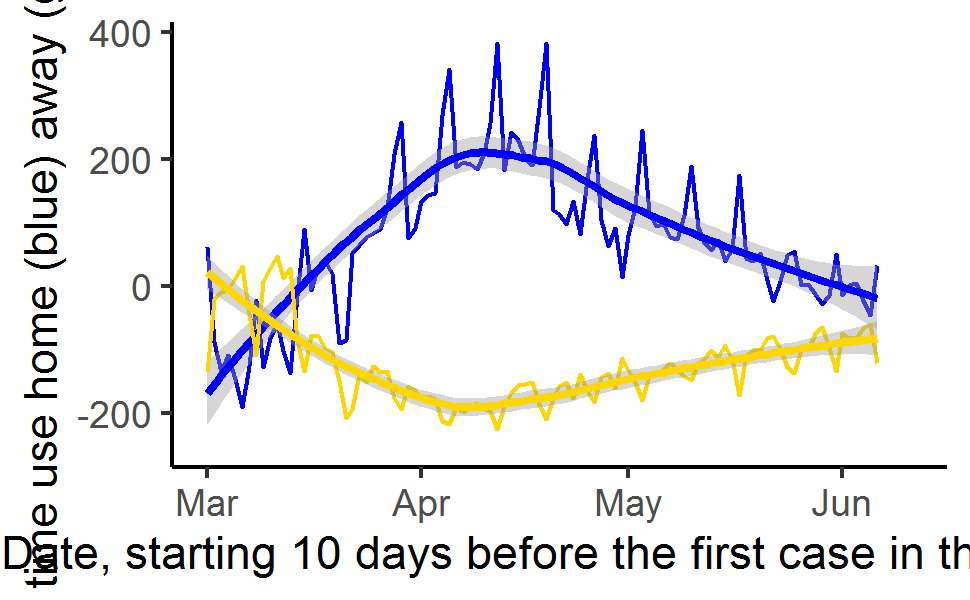 time use home (blue) away (
400
200
0
-200
Mar Apr May Jun
Date, starting 10 days before the first case in th